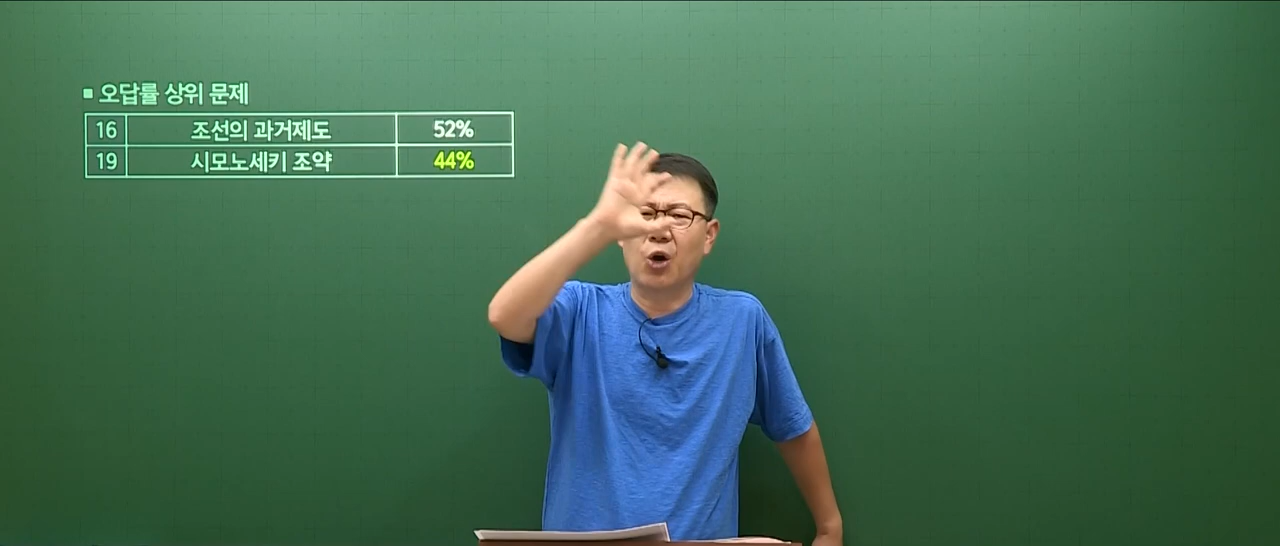 ■ 오답률 상위 문제
16 조선의 과거제도 52%
19 시모노세키 조약 44%